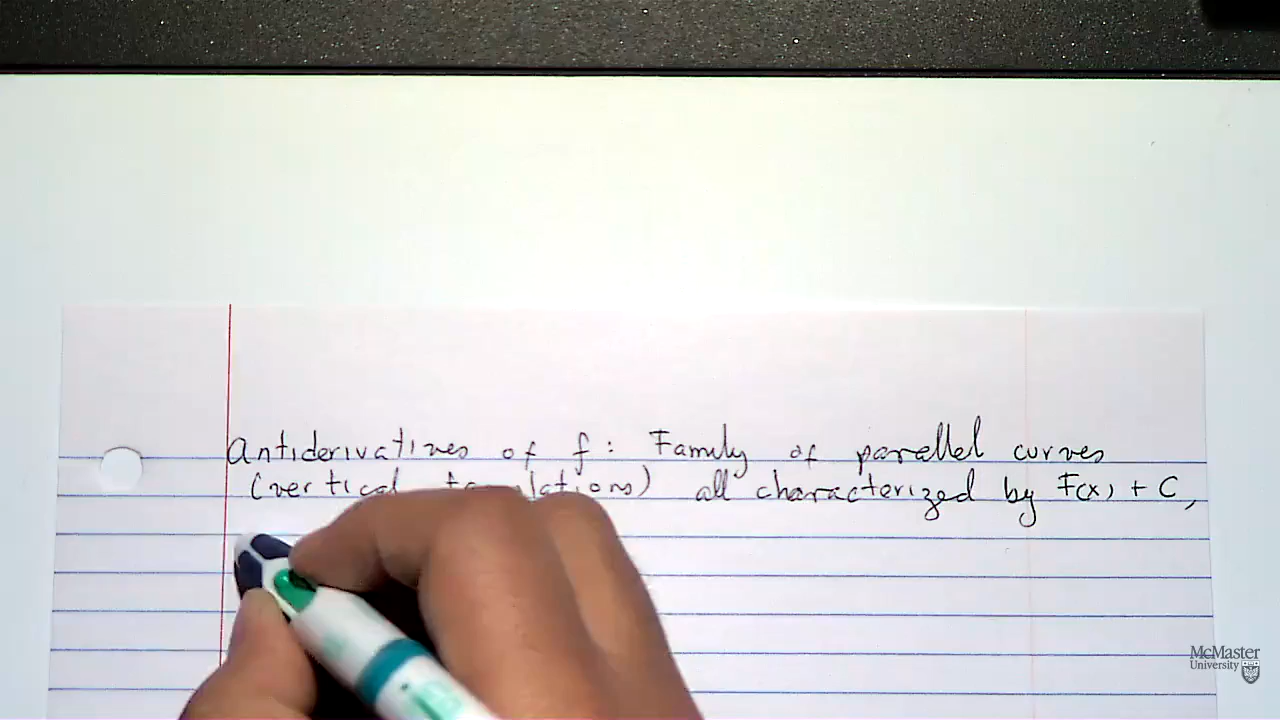 Antiderivatives of f : Family of parallel curves
(vertical translations) all characterized by F(x) + C,
McMaster
University